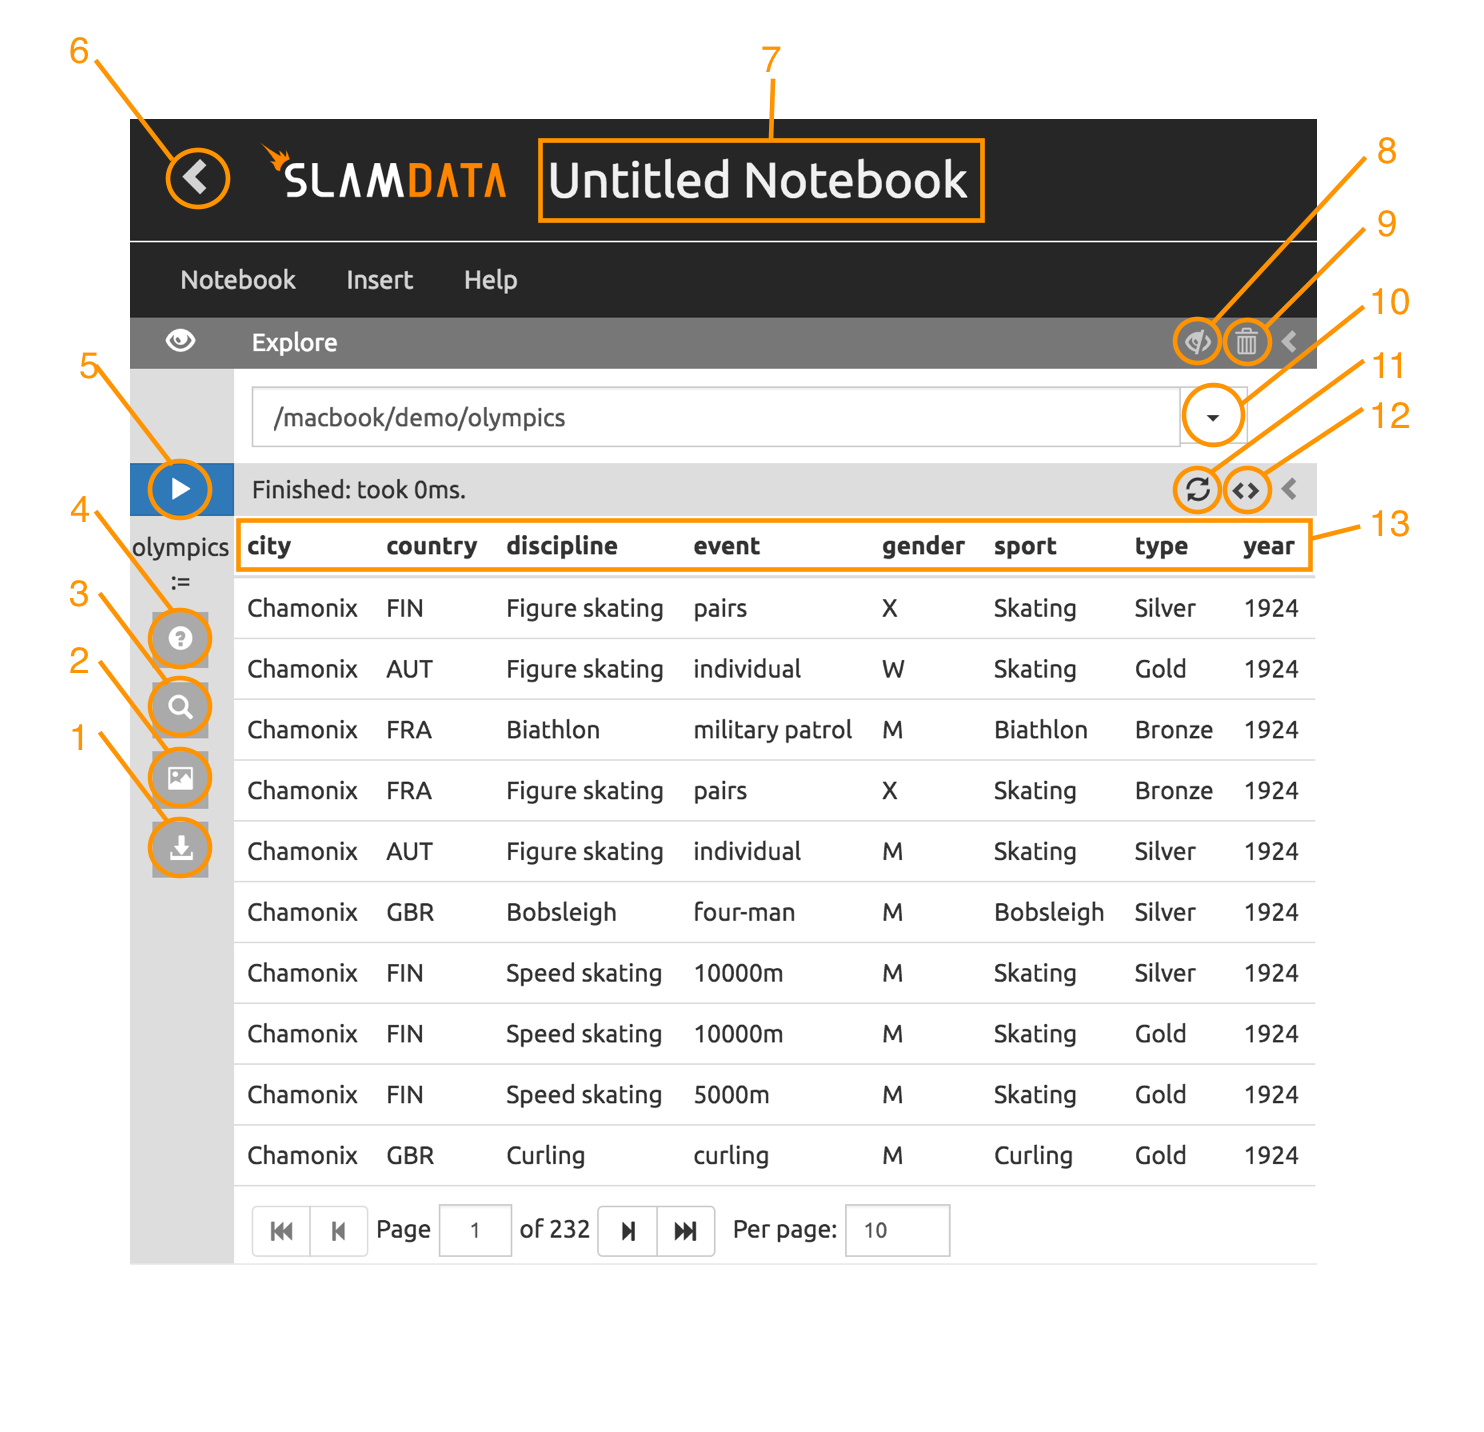 6
7
SLAMDATA Untitled Notebook
8
9
Notebook Insert Help
10
Explore
5
11
/macbook/demo/olympics
12
Finished: took 0ms.
4
13
olympics
:=
city country discipline event gender sport type year
3
Chamonix FIN Figure skating pairs X Skating Silver 1924
2
Chamonix AUT Figure skating individual W Skating Gold 1924
1
Chamonix FRA Biathlon military patrol M Biathlon Bronze 1924
Chamonix FRA Figure skating pairs X Skating Bronze 1924
Chamonix AUT Figure skating individual M Skating Silver 1924
Chamonix GBR Bobsleigh four-man M Bobsleigh Silver 1924
Chamonix FIN Speed skating 10000m M Skating Silver 1924
Chamonix FIN Speed skating 10000m M Skating Gold 1924
Chamonix FIN Speed skating 5000m M Skating Gold 1924
Chamonix GBR Curling curling M Curling Gold 1924
Page 1 of 232 Per page: 10